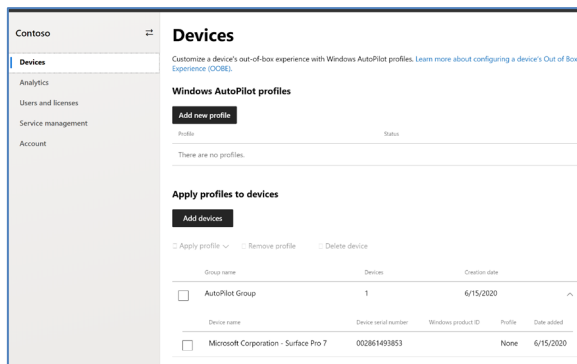 Contoso
Devices
Analytics
Users and licenses
Service management
Account
Devices
Customize a device's out-of-box experience with Windows AutoPilot profiles. Learn more about configuring a device's Out of Box
Experience (OOBE).
Windows AutoPilot profiles
Add new profile
Profile Status
There are no profiles.
Apply profiles to devices
Add devices
Apply profile Remove profile Delete device
Group name Devices Creation date
AutoPilot Group 1 6/15/2020
Device name Device serial number Windows product ID Profile Date added
Microsoft Corporation - Surface Pro 7 002861493853 None 6/15/2020